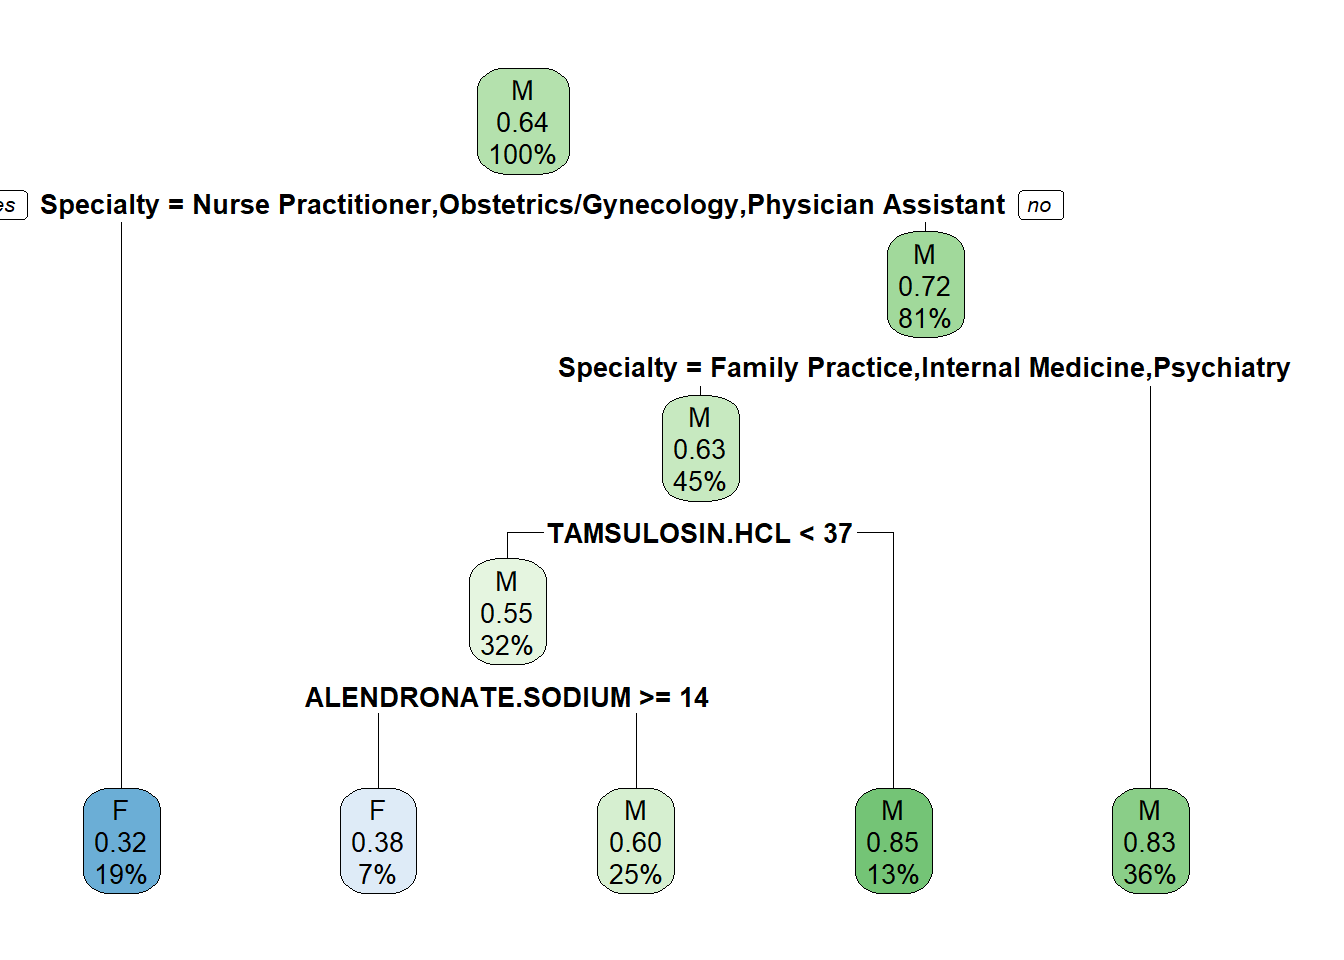 M
0.64
100%
es Specialty = Nurse Practitioner,Obstetrics/Gynecology,Physician Assistant no
M
0.72
81%
Specialty = Family Practice,Internal Medicine,Psychiatry
M
0.63
45%
TAMSULOSIN.HCL < 37
M
0.55
32%
ALENDRONATE.SODIUM >= 14
F
0.32
19%
F
0.38
7%
M
0.60
25%
M
0.85
13%
M
0.83
36%